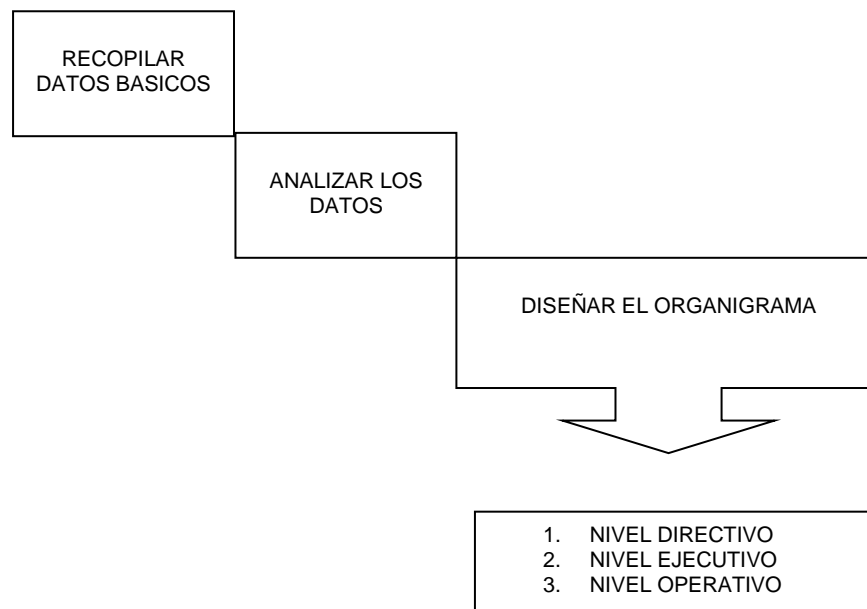 RECOPILAR
DATOS BASICOS
ANALIZAR LOS
DATOS
DISEÑAR EL ORGANIGRAMA
1. NIVEL DIRECTIVO
2. NIVEL EJECUTIVO
3. NIVEL OPERATIVO